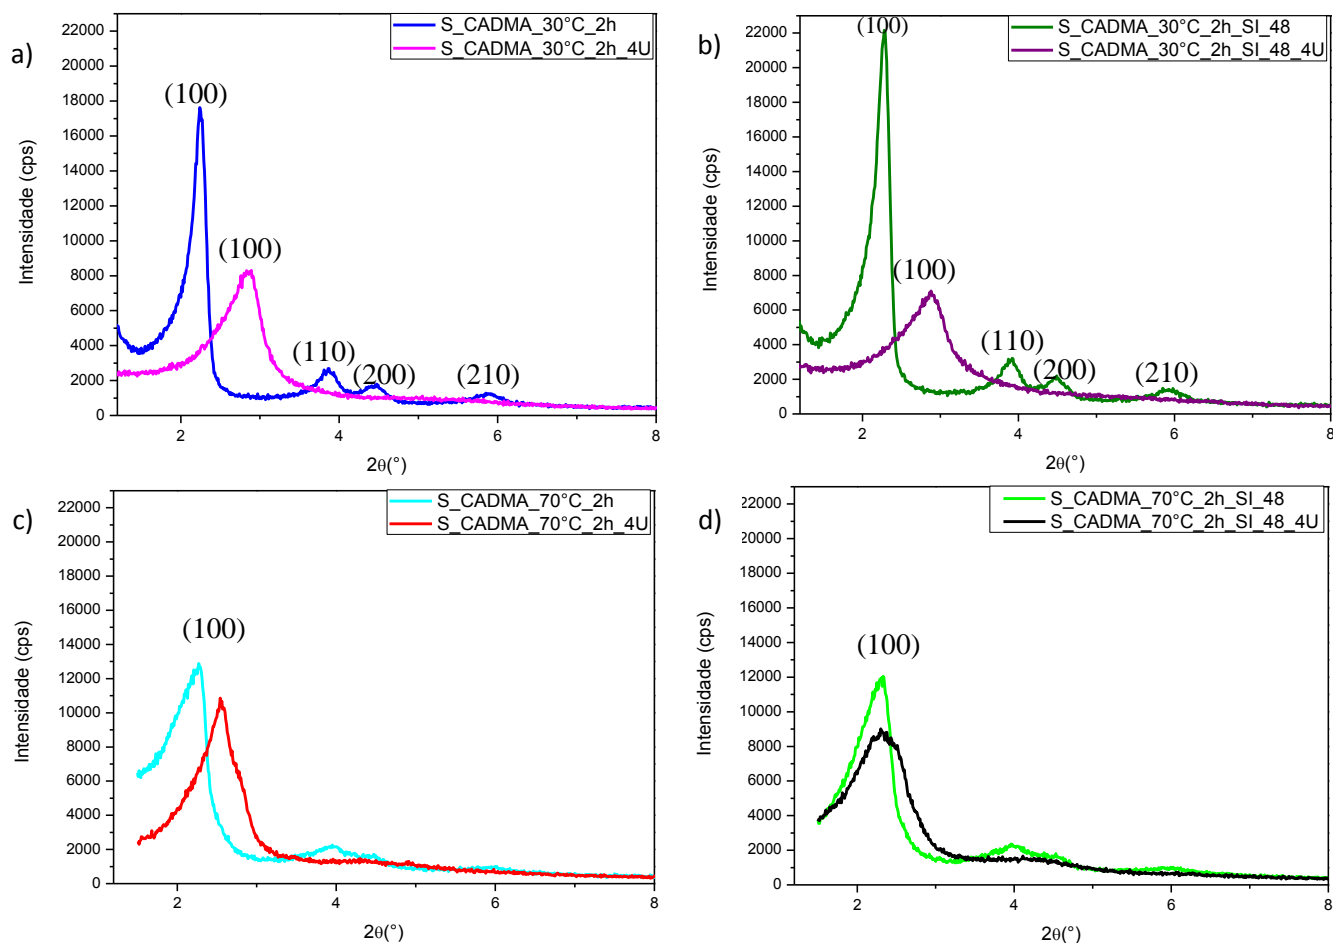 a)
S_CADMA_30°C_2h
S_CADMA_30°C_2h_4U
(100)
(100)
(110)
(200)
(210)
22000
20000
18000
16000
14000
12000
10000
8000
6000
4000
2000
0
Intensidade (cps)
2 4 6 8
2θ(°)
b)
S_CADMA_30°C_2h_SI_48
S_CADMA_30°C_2h_SI_48_4U
(100)
(100)
(110)
(200)
(210)
22000
20000
18000
16000
14000
12000
10000
8000
6000
4000
2000
0
Intensidade (cps)
2 4 6 8
2θ(°)
c)
S_CADMA_70°C_2h
S_CADMA_70°C_2h_4U
(100)
22000
20000
18000
16000
14000
12000
10000
8000
6000
4000
2000
0
Intensidade (cps)
2 4 6 8
2θ(°)
d)
S_CADMA_70°C_2h_SI_48
S_CADMA_70°C_2h_SI_48_4U
(100)
22000
20000
18000
16000
14000
12000
10000
8000
6000
4000
2000
0
Intensidade (cps)
2 4 6 8
2θ(°)